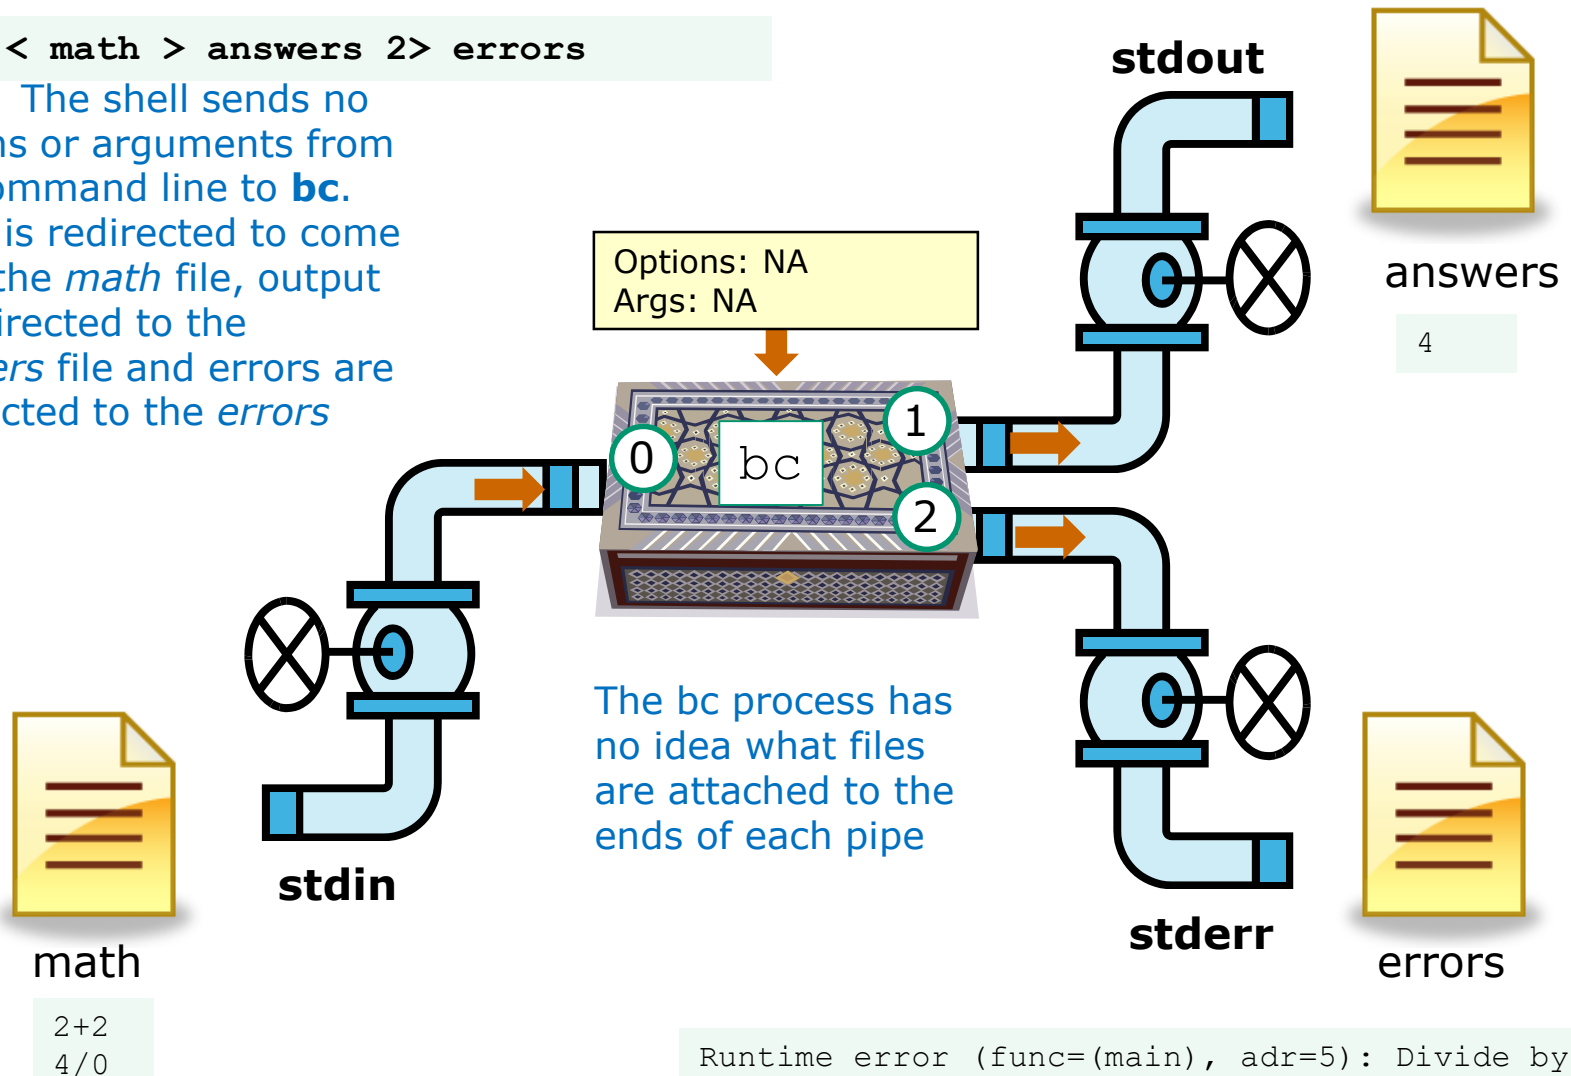 < math > answers 2> errors
The shell sends no
ns or arguments from
ommand line to bc.
is redirected to come
the math file, output
irected to the
ers file and errors are
cted to the errors
stdout
answers
4
Options: NA
Args: NA
0
bc
1
2
The bc process has
no idea what files
are attached to the
ends of each pipe
stdin
math
2+2
4/0
stderr
errors
Runtime error (func=(main), adr=5): Divide by